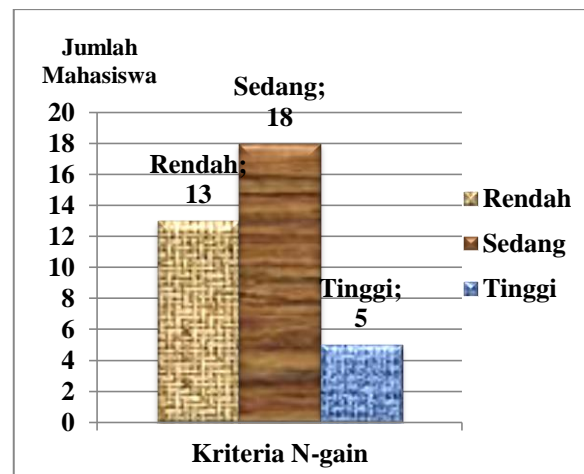 Jumlah
Mahasiswa
20
18
16
14
12
10
8
6
4
2
0
Rendah;
13
Sedang;
18
Tinggi;
5
Kriteria N-gain
Rendah
Sedang
Tinggi